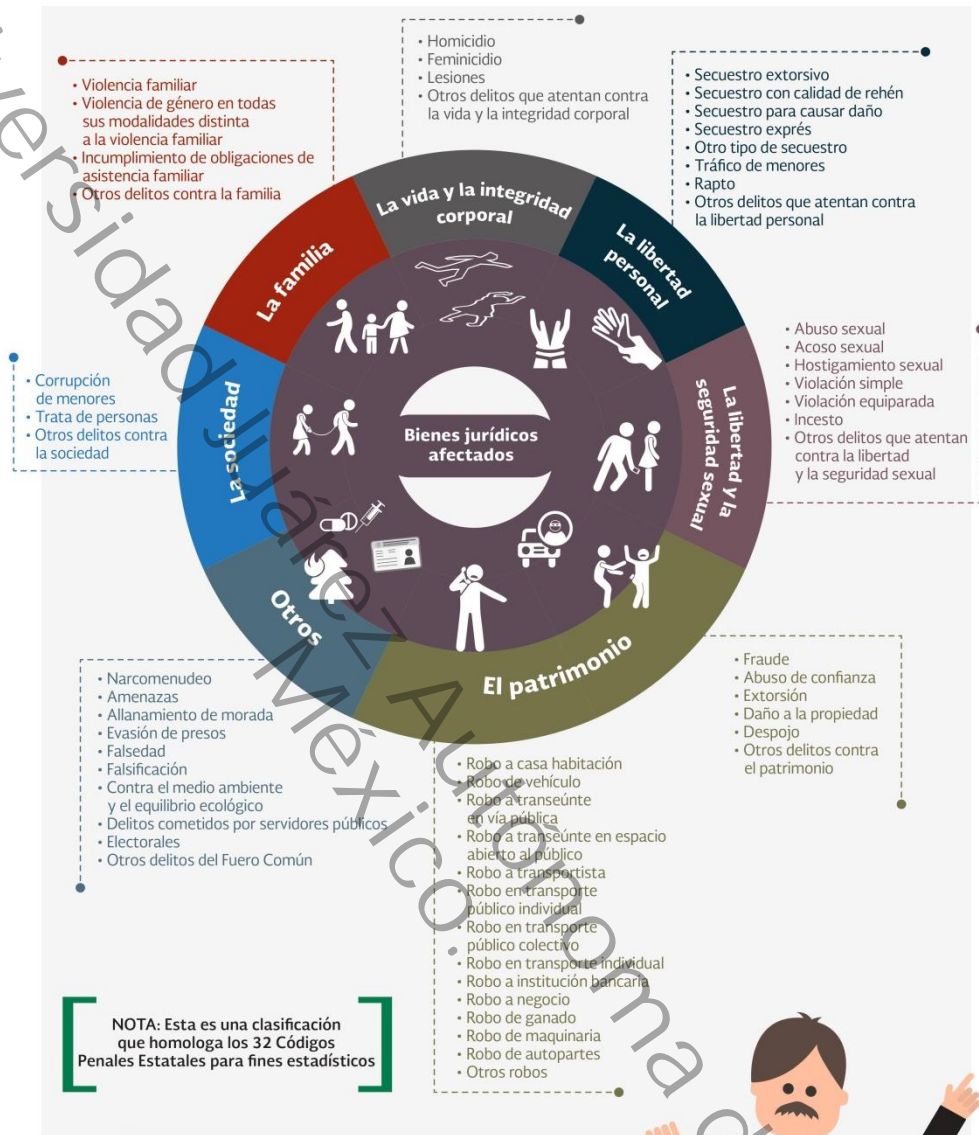 • Homicidio
• Feminicidio
• Lesiones
• Otros delitos que atentan contra
la vida y la integridad corporal
• Violencia familiar
• Violencia de género en todas
sus modalidades distinta
a la violencia familiar
• Incumplimiento de obligaciones de
asistencia familiar
• Otros delitos contra la familia
• Secuestro extorsivo
• Secuestro con calidad de rehén
• Secuestro para causar daño
• Secuestro exprés
• Otro tipo de secuestro
• Tráfico de menores
• Rapto
• Otros delitos que atentan contra
la libertad personal
La familia
La vida y la integridad
corporal
La libertad
personal
• Corrupción
de menores
• Trata de personas
• Otros delitos contra
la sociedad
La sociedad
Bienes jurídicos
afectados
La libertad y la
seguridad sexual
• Abuso sexual
• Acoso sexual
• Hostigamiento sexual
• Violación simple
• Violación equiparada
• Incesto
• Otros delitos que atentan
contra la libertad
y la seguridad sexual
Otros
El patrimonio
• Narcomenudeo
• Amenazas
• Allanamiento de morada
• Evasión de presos
• Falsedad
• Falsificación
• Contra el medio ambiente
y el equilibrio ecológico
• Delitos cometidos por servidores públicos
• Electorales
• Otros delitos del Fuero Común
• Fraude
• Abuso de confianza
• Extorsión
• Daño a la propiedad
• Despojo
• Otros delitos contra
el patrimonio
• Robo a casa habitación
• Robo de vehículo
• Robo a transeúnte
en vía pública
• Robo a transeúnte en espacio
abierto al público
• Robo a transportista
• Robo en transporte
público individual
• Robo en transporte
público colectivo
• Robo en transporte individual
• Robo a institución bancaria
• Robo a negocio
• Robo de ganado
• Robo de maquinaria
• Robo de autopartes
• Otros robos
NOTA: Esta es una clasificación
que homologa los 32 Códigos
Penales Estatales para fines estadísticos
Juárez Autónoma
México.